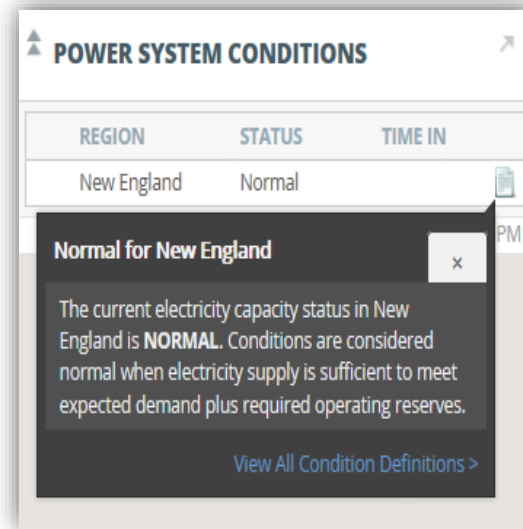 POWER SYSTEM CONDITIONS
REGION STATUS TIME IN
New England Normal
PM
Normal for New England
×
The current electricity capacity status in New
England is NORMAL. Conditions are considered
normal when electricity supply is sufficient to meet
expected demand plus required operating reserves.
View All Condition Definitions >